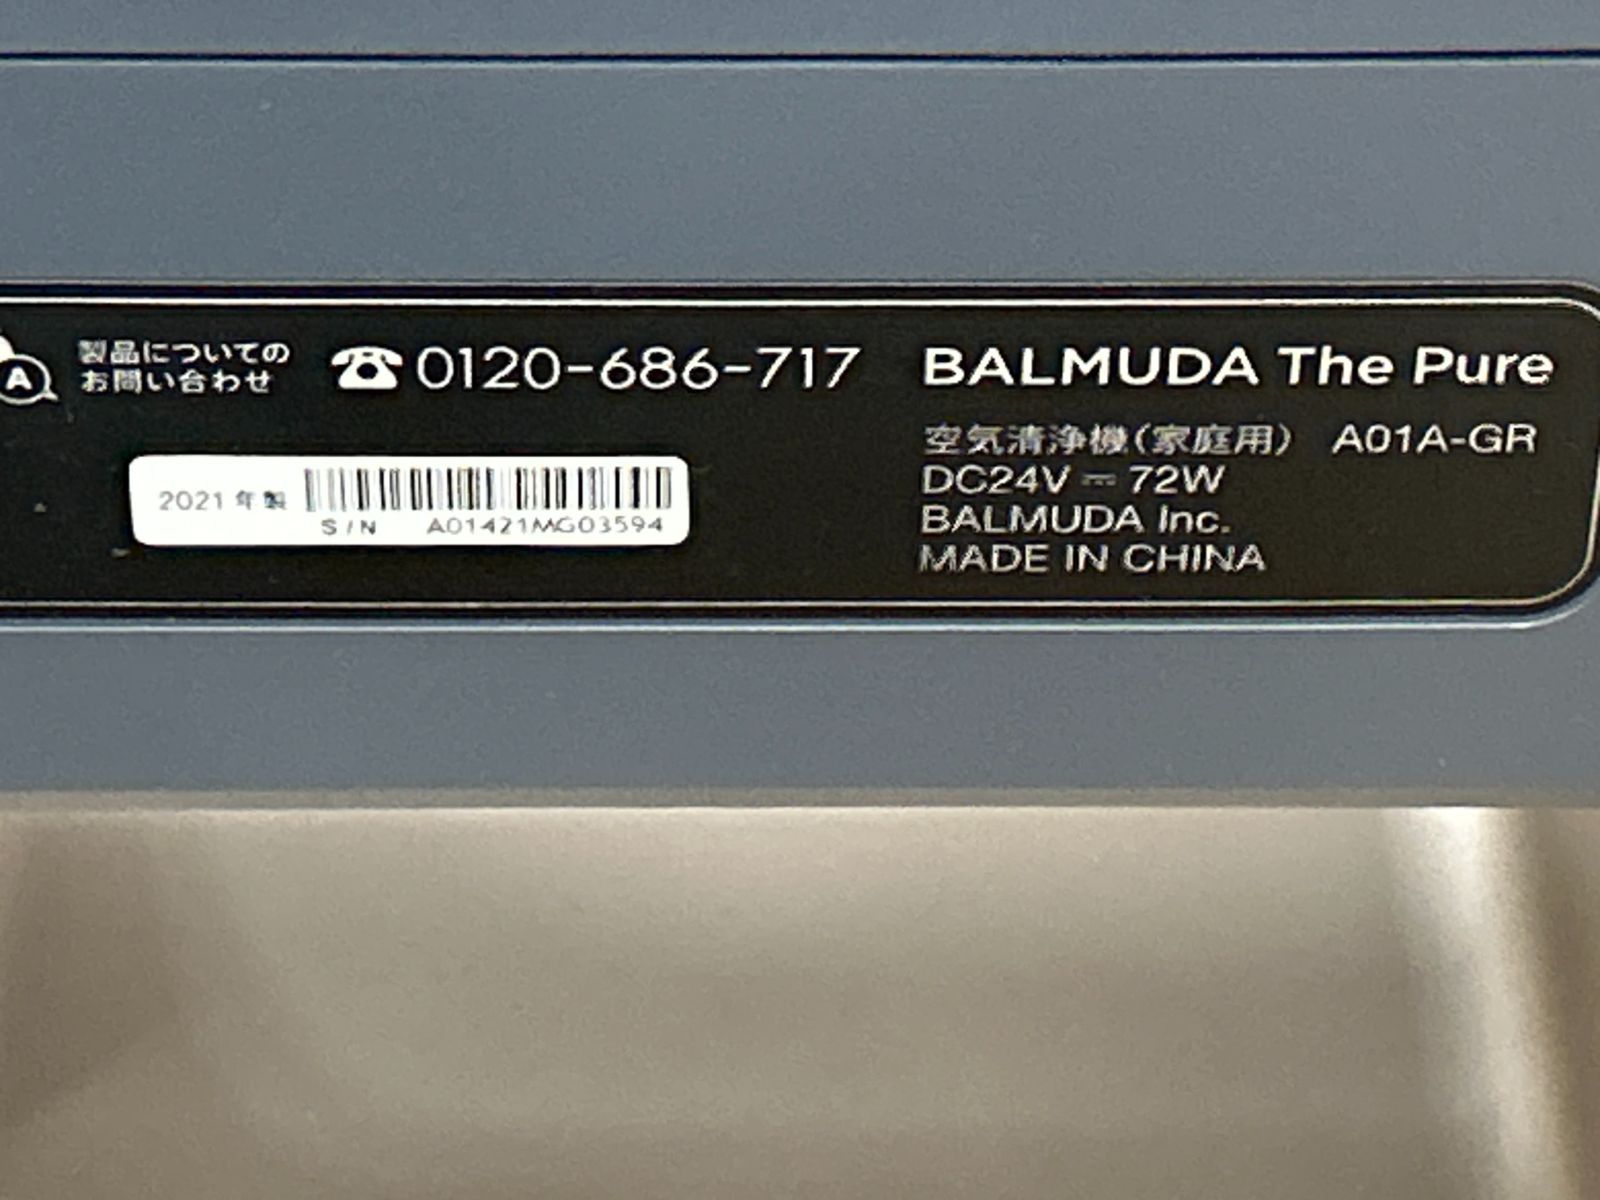 A
製品についての
お問い合わせ
0120-686-717
2021年製
S/N A01421MG03594
BALMUDA The Pure
空気清浄機（家庭用） A01A-GR
DC24V ⎓ 72W
BALMUDA Inc.
MADE IN CHINA